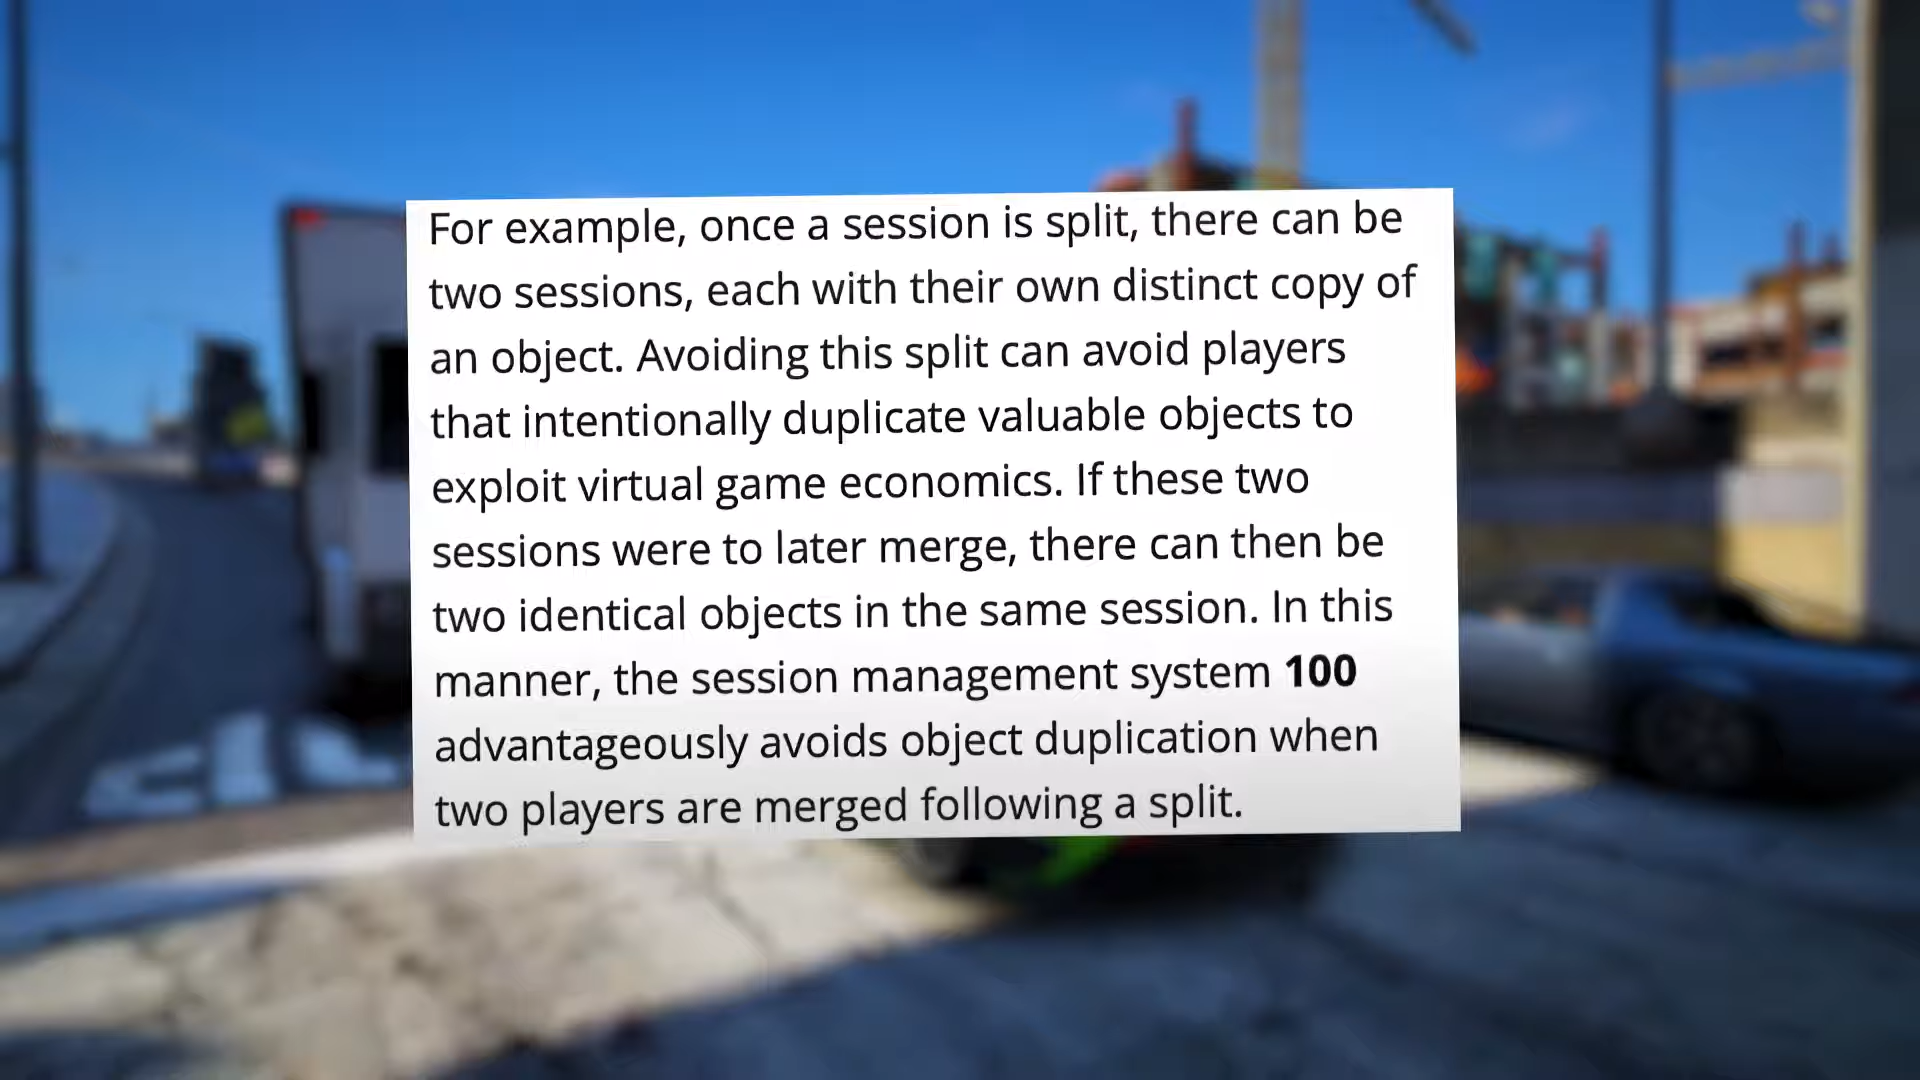 For example, once a session is split, there can be
two sessions, each with their own distinct copy of
an object. Avoiding this split can avoid players
that intentionally duplicate valuable objects to
exploit virtual game economics. If these two
sessions were to later merge, there can then be
two identical objects in the same session. In this
manner, the session management system 100
advantageously avoids object duplication when
two players are merged following a split.